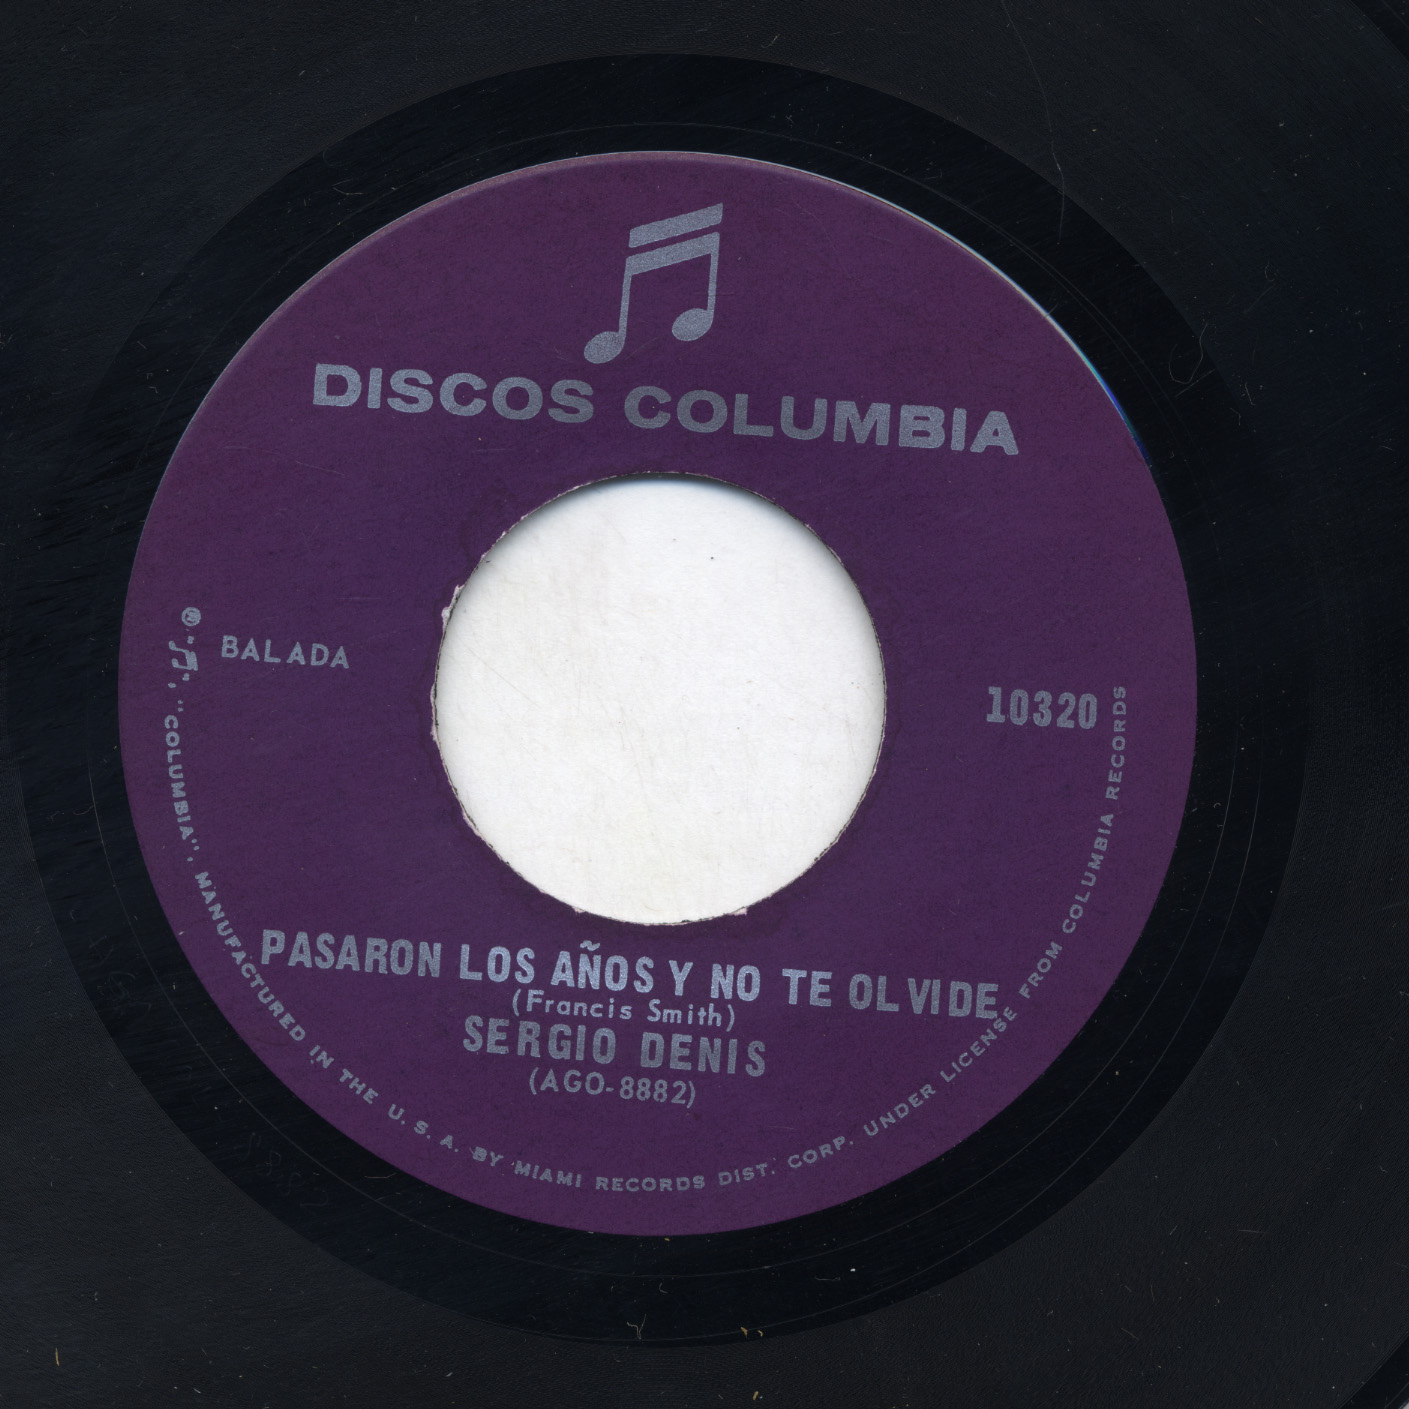 DISCOS COLUMBIA
BALADA
10320
PASARON LOS AÑOS Y NO TE OLVIDE
(Francis Smith)
SERGIO DENIS
(AGO-8882)
® "♫", "COLUMBIA", MANUFACTURED IN THE U. S. A. BY MIAMI RECORDS DIST. CORP. UNDER LICENSE FROM COLUMBIA RECORDS